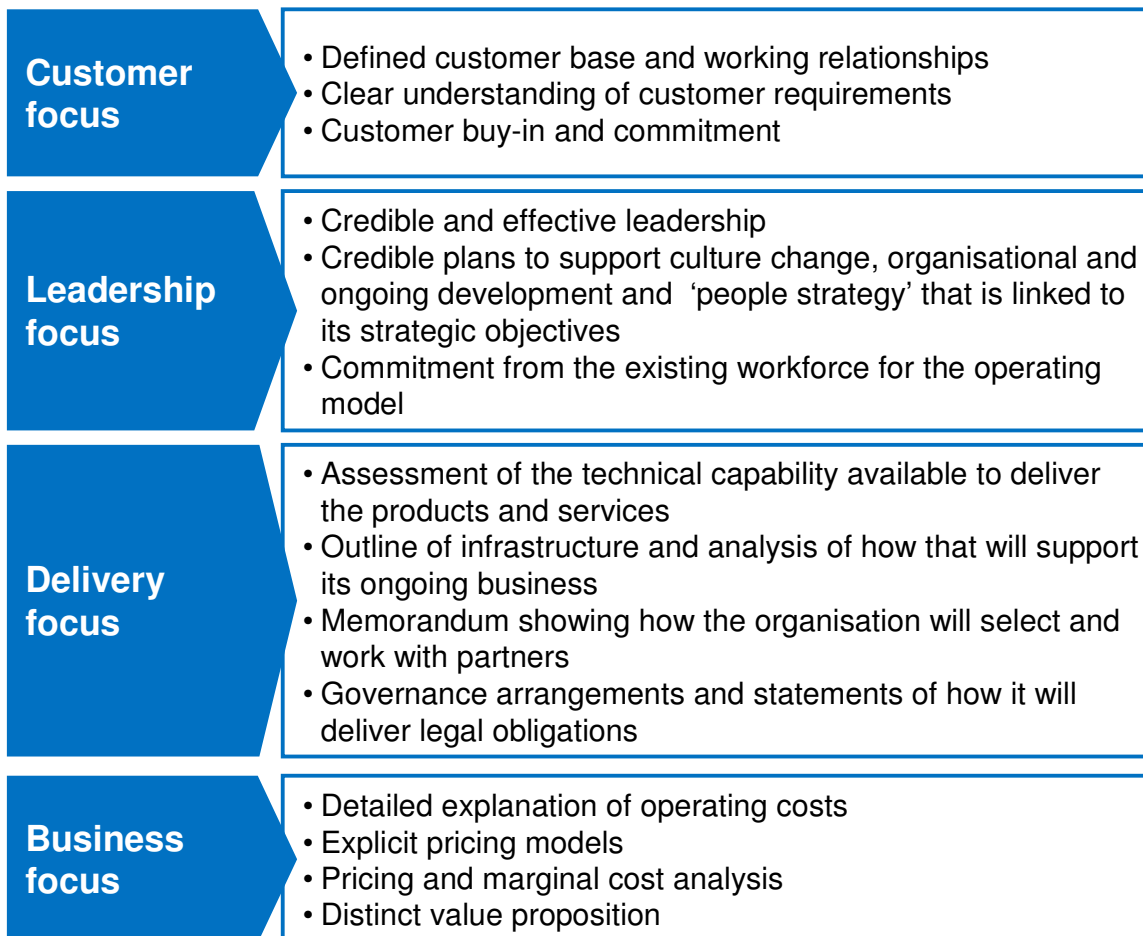 Customer
focus
• Defined customer base and working relationships
• Clear understanding of customer requirements
• Customer buy-in and commitment
Leadership
focus
• Credible and effective leadership
• Credible plans to support culture change, organisational and
ongoing development and  ‘people strategy’ that is linked to
its strategic objectives
• Commitment from the existing workforce for the operating
model
Delivery
focus
• Assessment of the technical capability available to deliver
the products and services
• Outline of infrastructure and analysis of how that will support
its ongoing business
• Memorandum showing how the organisation will select and
work with partners
• Governance arrangements and statements of how it will
deliver legal obligations
Business
focus
• Detailed explanation of operating costs
• Explicit pricing models
• Pricing and marginal cost analysis
• Distinct value proposition